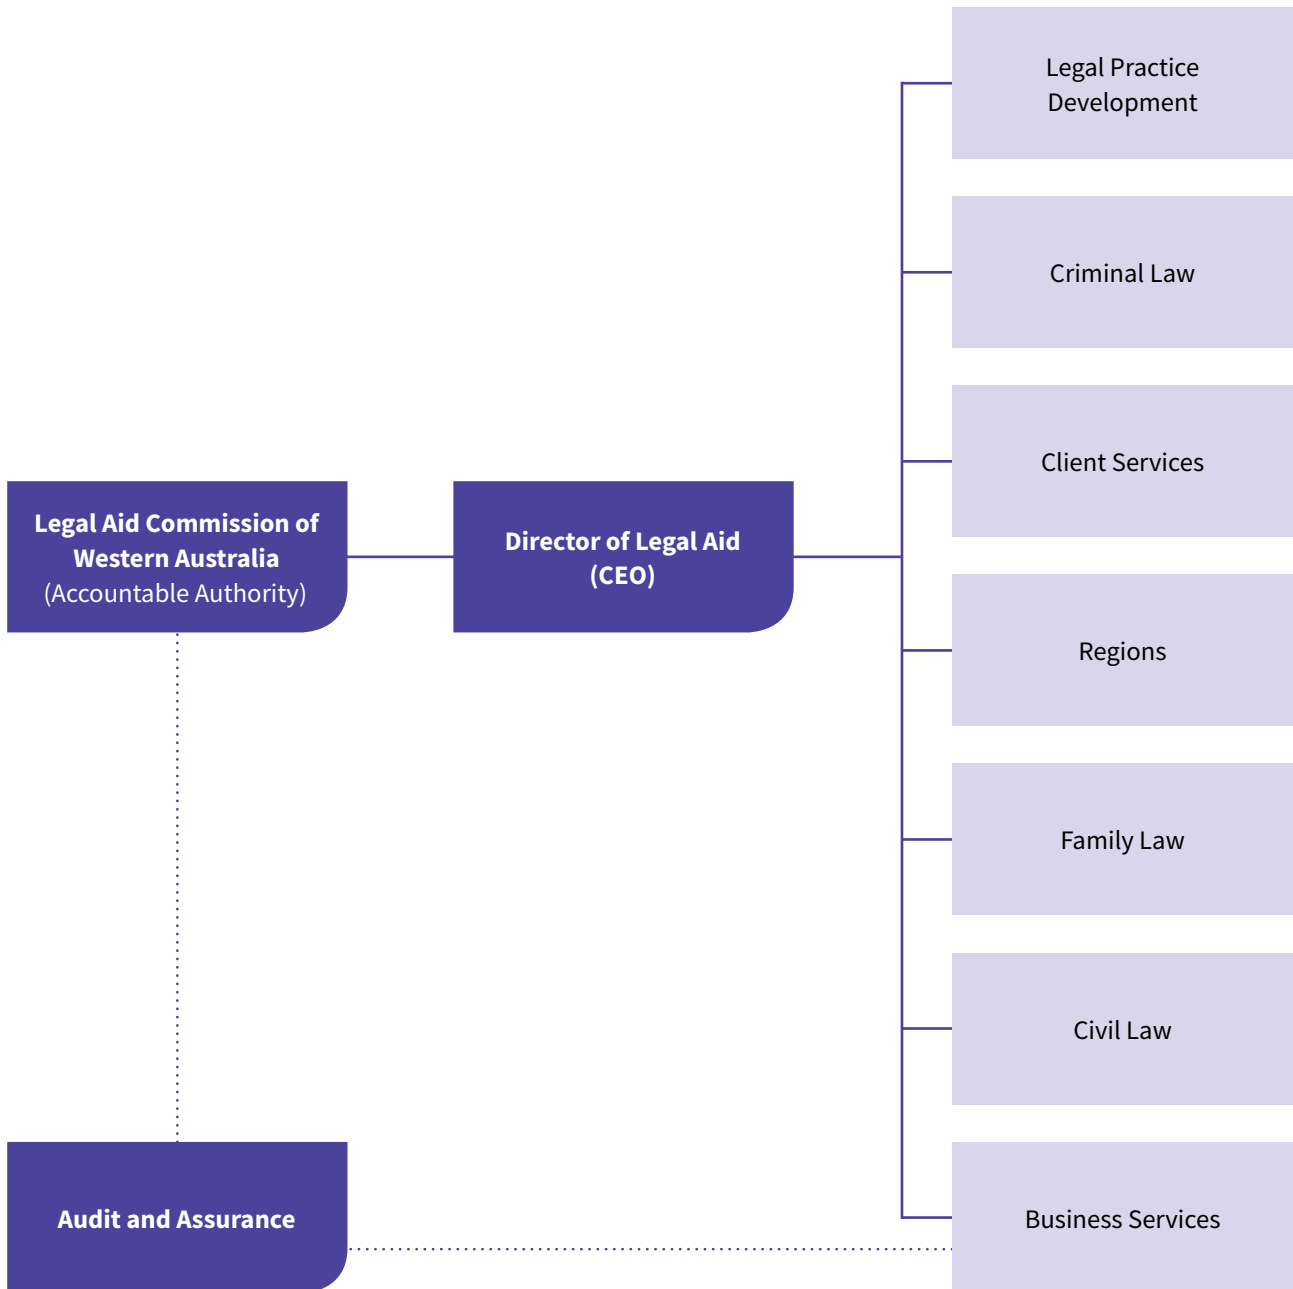 Legal Practice
Development
Criminal Law
Client Services
Legal Aid Commission of
Western Australia
(Accountable Authority)
Director of Legal Aid
(CEO)
Regions
Family Law
Civil Law
Audit and Assurance
Business Services